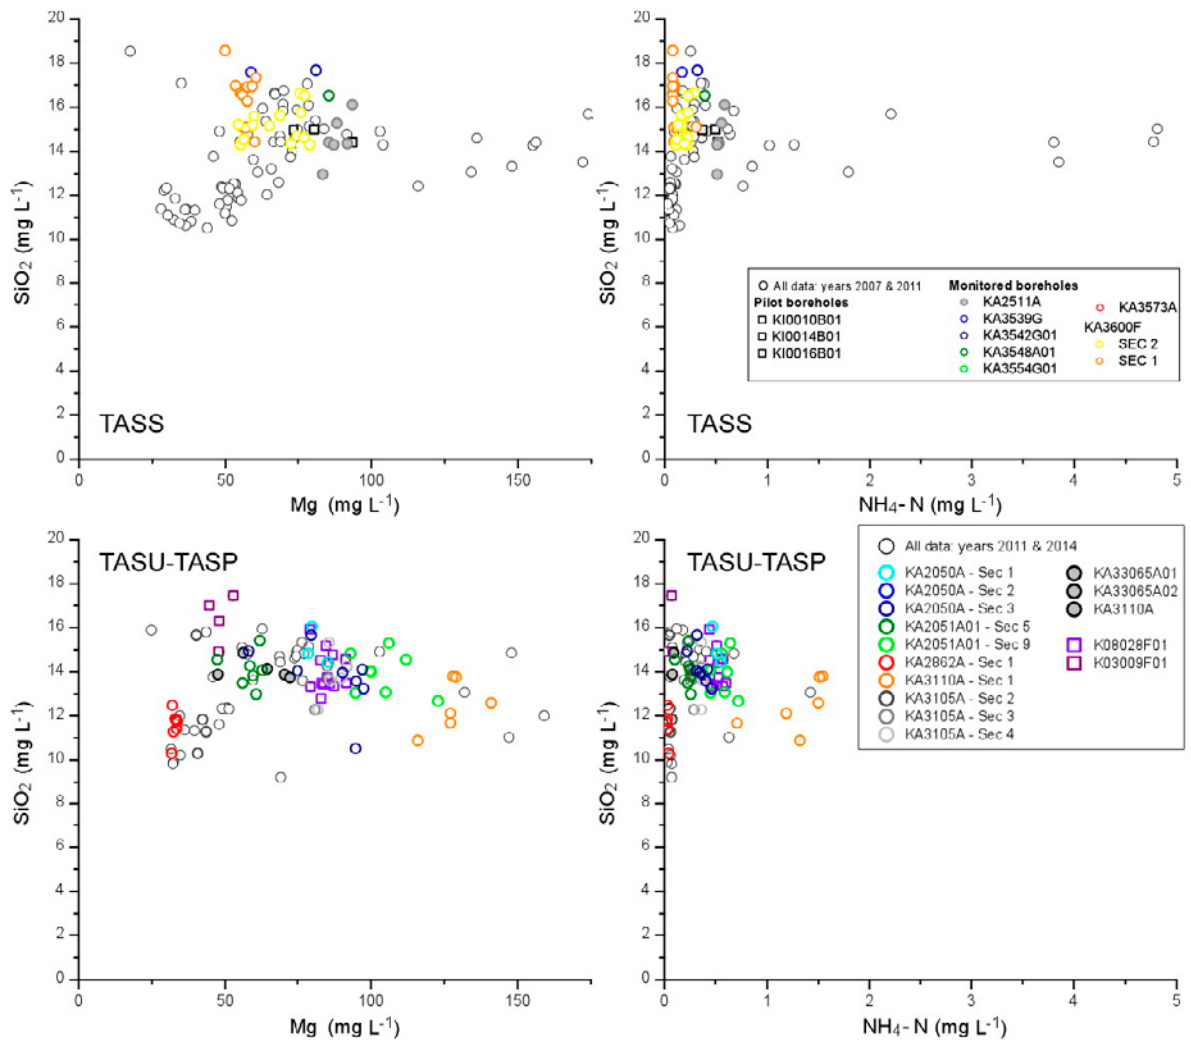 20
18
16
14
12
10
8
6
4
2
0
SiO2 (mg L-1)
TASS
0
50
100
150
Mg (mg L-1)
20
18
16
14
12
10
8
6
4
2
0
SiO2 (mg L-1)
All data: years 2007 & 2011
Pilot boreholes
KI0010B01
KI0014B01
KI0016B01
Monitored boreholes
KA2511A
KA3539G
KA3542G01
KA3548A01
KA3554G01
KA3573A
KA3600F
SEC 2
SEC 1
TASS
0
1
2
3
4
5
NH4-N (mg L-1)
20
18
16
14
12
10
8
6
4
2
0
SiO2 (mg L-1)
TASU-TASP
0
50
100
150
Mg (mg L-1)
20
18
16
14
12
10
8
6
4
2
0
SiO2 (mg L-1)
TASU-TASP
All data: years 2011 & 2014
KA2050A - Sec 1
KA2050A - Sec 2
KA2050A - Sec 3
KA2051A01 - Sec 5
KA2051A01 - Sec 9
KA2862A - Sec 1
KA3110A - Sec 1
KA3105A - Sec 2
KA3105A - Sec 3
KA3105A - Sec 4
KA33065A01
KA33065A02
KA3110A
K08028F01
K03009F01
0
1
2
3
4
5
NH4-N (mg L-1)